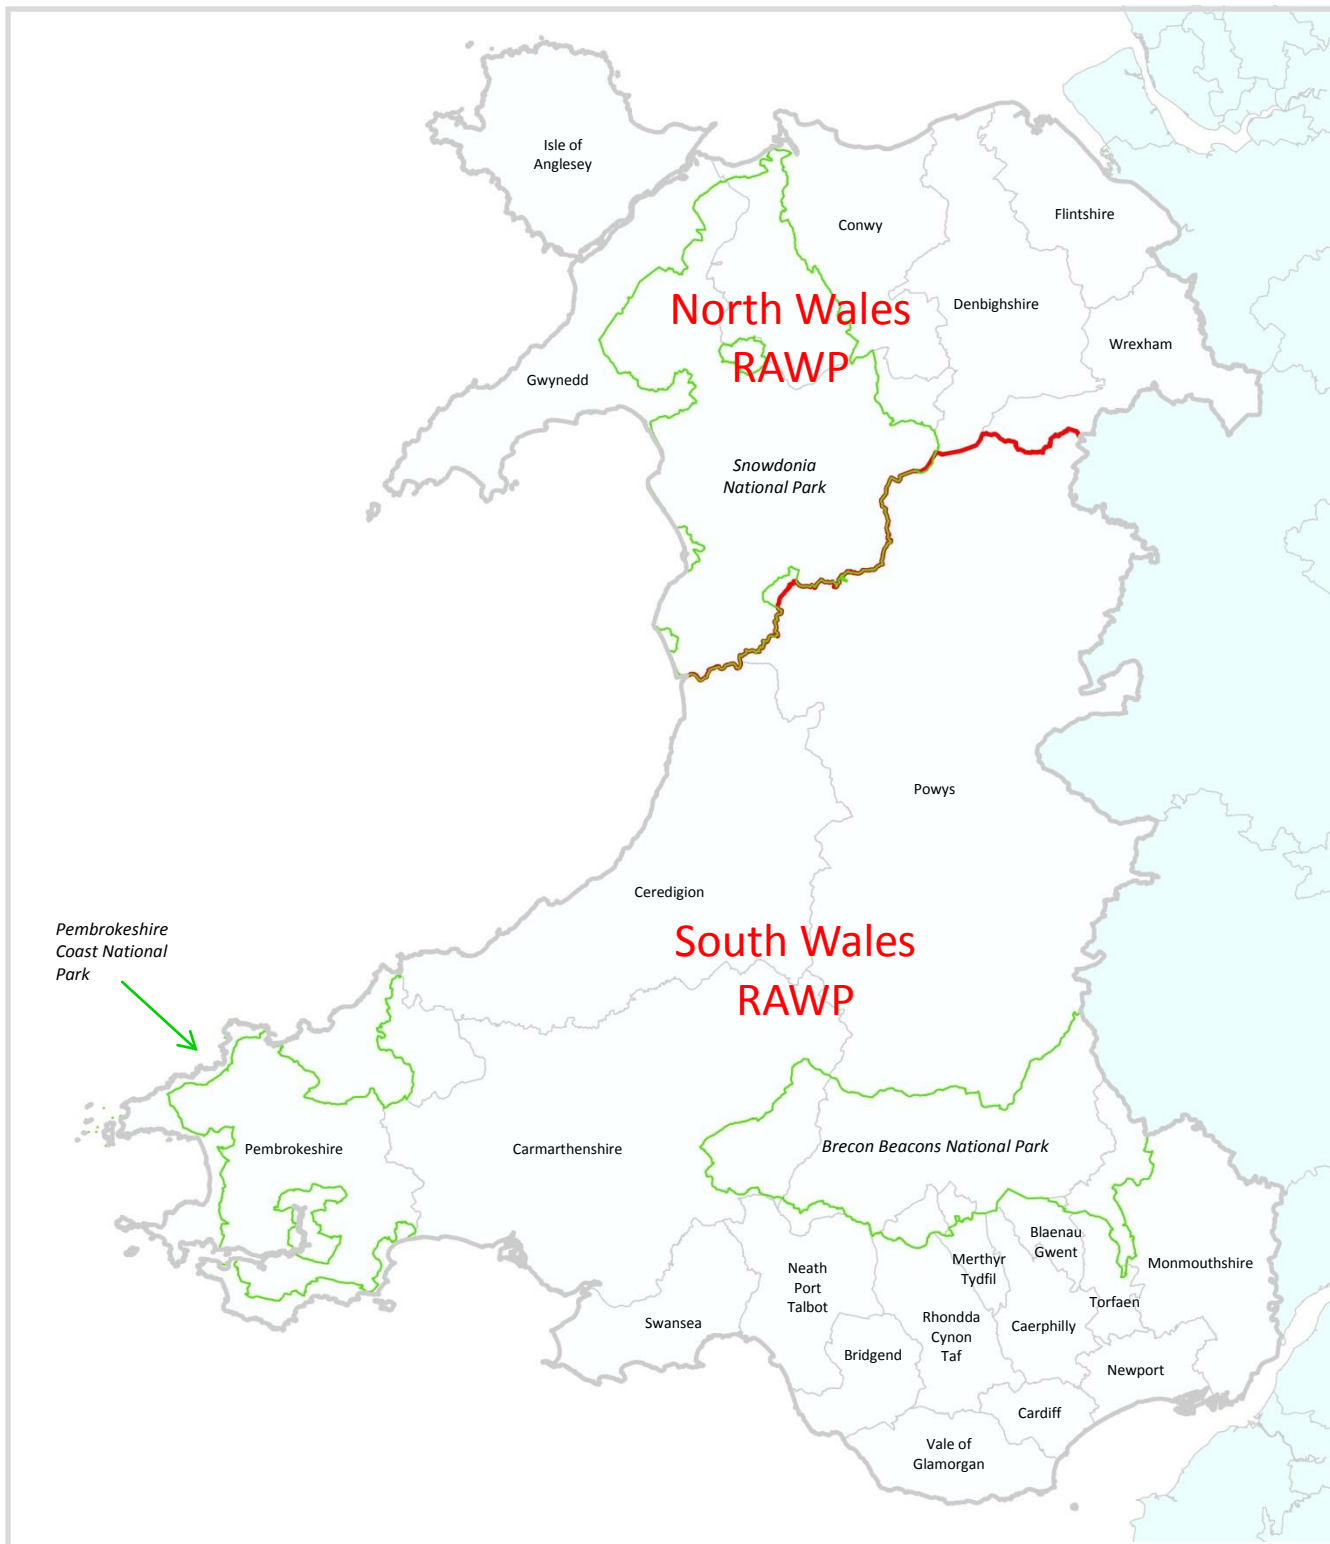 Isle of
Anglesey
Flintshire
Conwy
North Wales
RAWP
Denbighshire
Wrexham
Gwynedd
Snowdonia
National Park
Powys
Ceredigion
Pembrokeshire
Coast National
Park
South Wales
RAWP
Pembrokeshire
Carmarthenshire
Brecon Beacons National Park
Blaenau
Gwent
Merthyr
Tydfil
Monmouthshire
Neath
Port
Talbot
Torfaen
Swansea
Rhondda
Cynon
Taf
Caerphilly
Bridgend
Newport
Cardiff
Vale of
Glamorgan